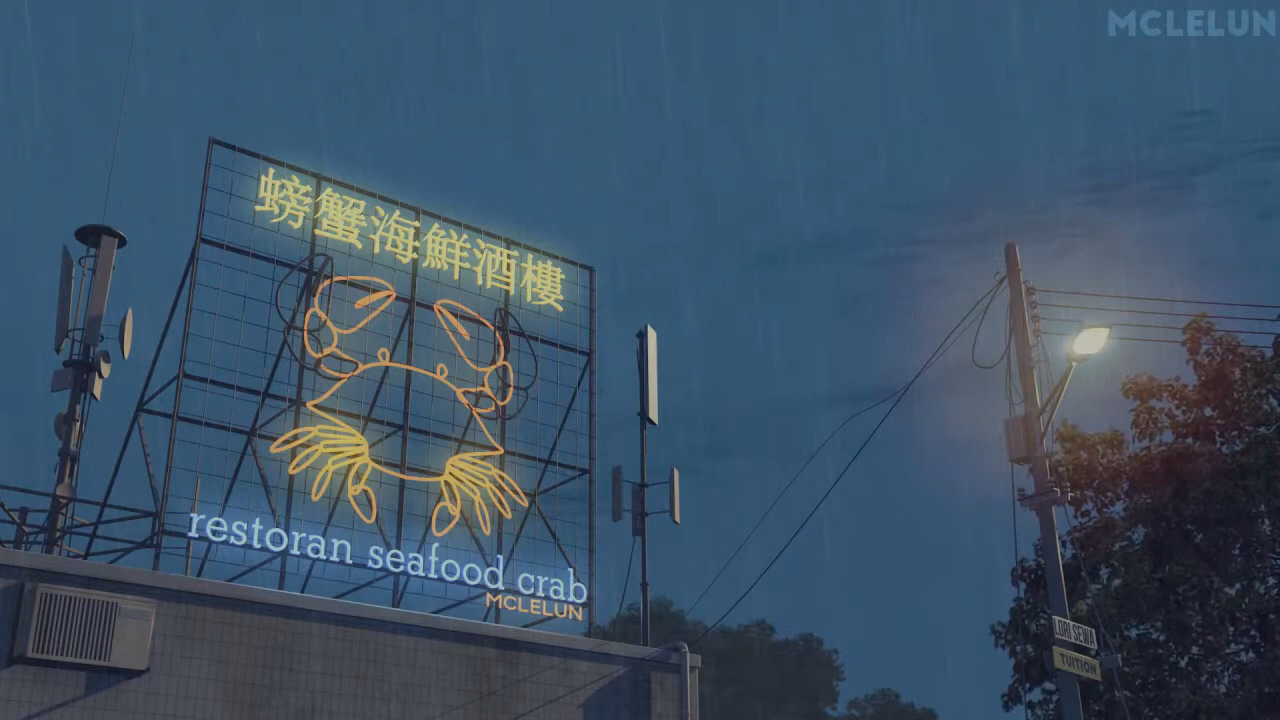 MCLELUN
螃蟹海鮮酒樓
restoran seafood crab
MCLELUN
LORI SEWA
TUITION